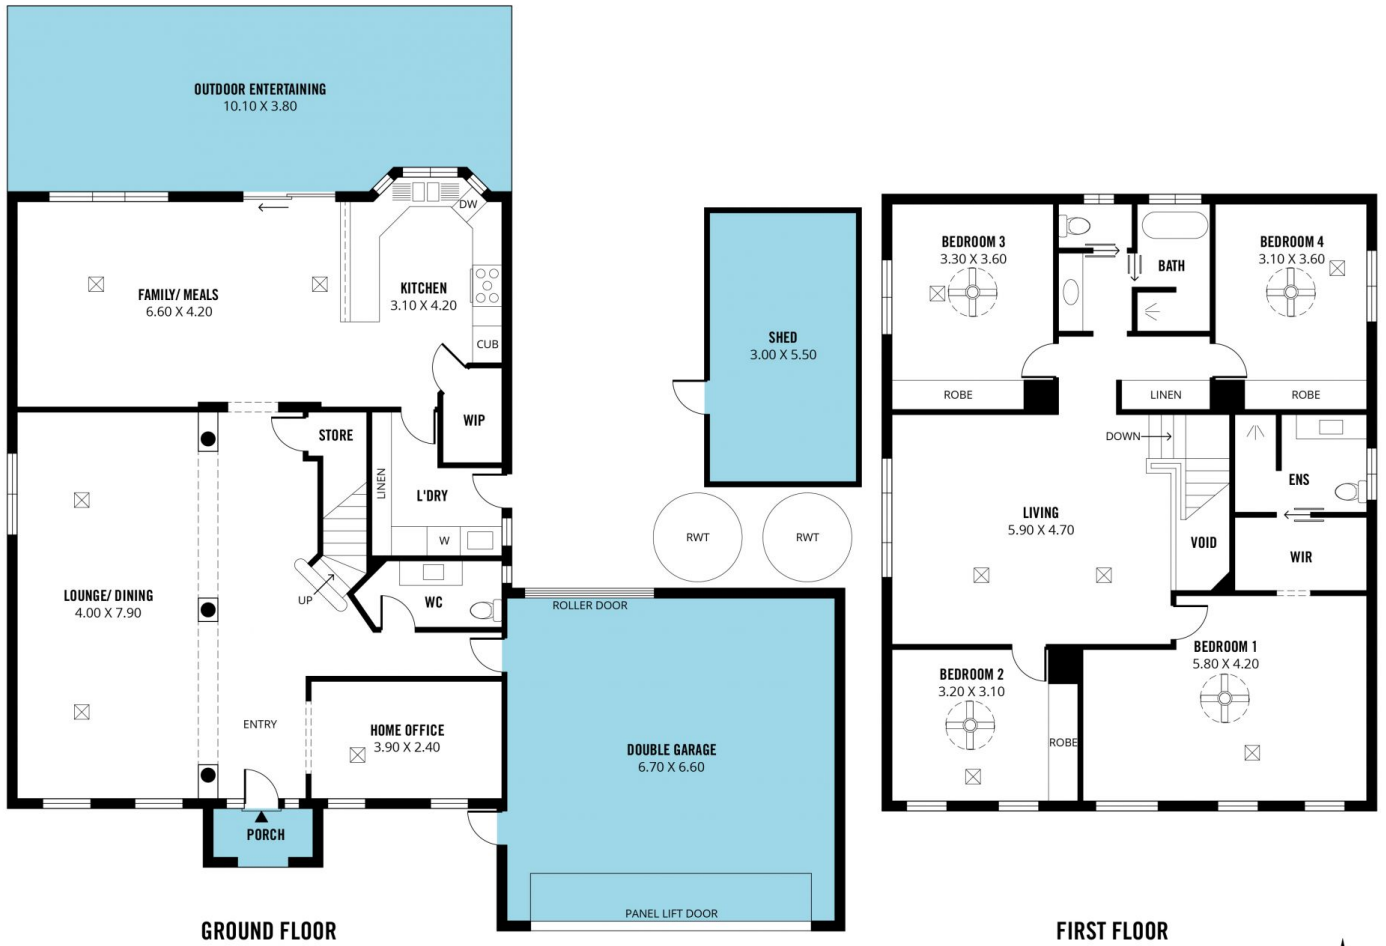 OUTDOOR ENTERTAINING
10.10 X 3.80
DW
FAMILY/ MEALS
6.60 X 4.20
KITCHEN
3.10 X 4.20
CUB
WIP
STORE
LINEN
L'DRY
W
UP
WC
LOUNGE/ DINING
4.00 X 7.90
ENTRY
HOME OFFICE
3.90 X 2.40
PORCH
GROUND FLOOR
SHED
3.00 X 5.50
RWT
RWT
ROLLER DOOR
DOUBLE GARAGE
6.70 X 6.60
PANEL LIFT DOOR
BEDROOM 3
3.30 X 3.60
BATH
BEDROOM 4
3.10 X 3.60
ROBE
LINEN
ROBE
DOWN
ENS
LIVING
5.90 X 4.70
VOID
WIR
BEDROOM 1
5.80 X 4.20
BEDROOM 2
3.20 X 3.10
ROBE
FIRST FLOOR